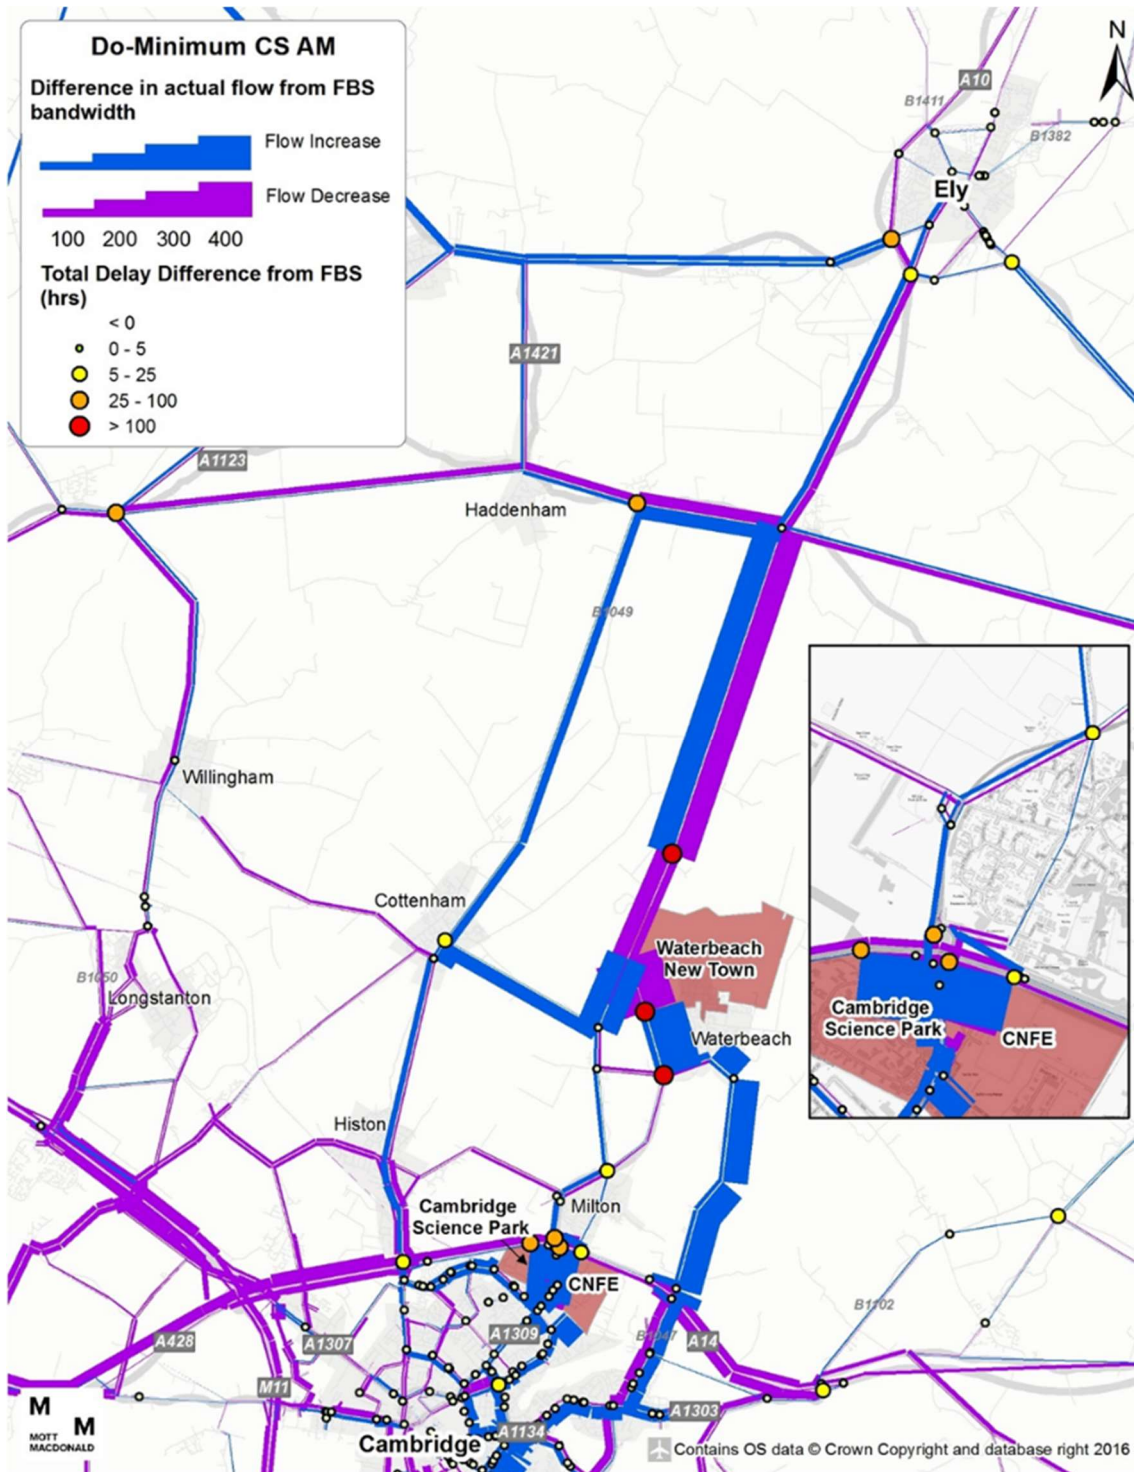 Do-Minimum CS AM
Difference in actual flow from FBS
bandwidth
Flow Increase
Flow Decrease
100 200 300 400
Total Delay Difference from FBS
(hrs)
< 0
0 - 5
5 - 25
25 - 100
> 100
N
A10
B1411
B1382
Ely
A1421
A1123
Haddenham
B1049
Willingham
Cottenham
Waterbeach
New Town
B1050
Longstanton
Waterbeach
Cambridge
Science Park
CNFE
Histon
Cambridge
Science Park
Milton
CNFE
B1102
A1309
A428
A1307
B1047
A14
M11
A1303
A1134
Cambridge
M
M
MOTT
MACDONALD
Contains OS data © Crown Copyright and database right 2016